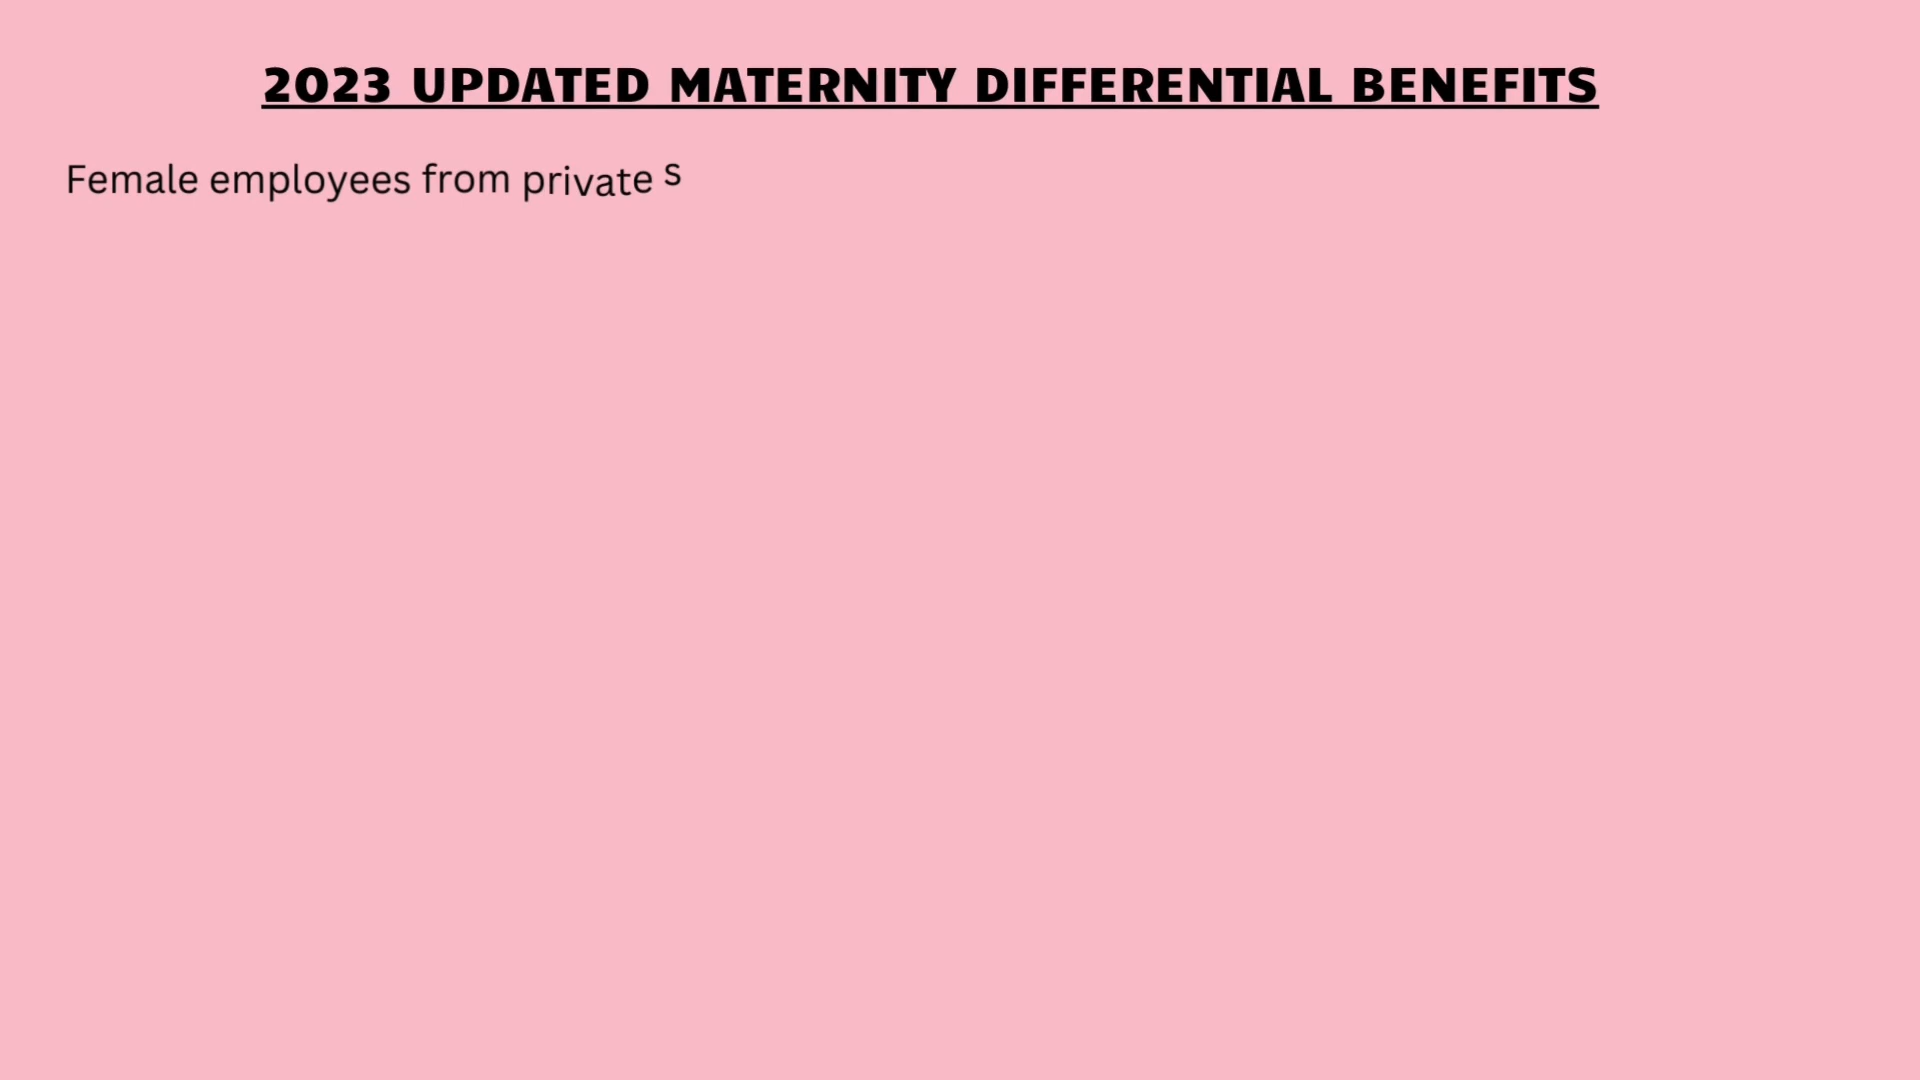 2023 UPDATED MATERNITY DIFFERENTIAL BENEFITS
Female employees from private s